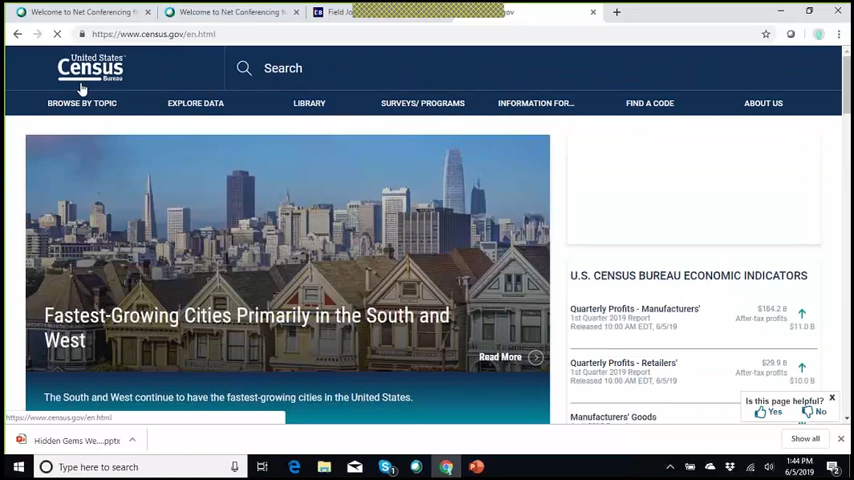 Welcome to Net Conferencing f
Welcome to Net Conferencing f
Field Jo
gov
https://www.census.gov/en.html
United States
Census
Bureau
Search
BROWSE BY TOPIC
EXPLORE DATA
LIBRARY
SURVEYS/ PROGRAMS
INFORMATION FOR...
FIND A CODE
ABOUT US
Fastest-Growing Cities Primarily in the South and
West
Read More
The South and West continue to have the fastest-growing cities in the United States.
U.S. CENSUS BUREAU ECONOMIC INDICATORS
Quarterly Profits - Manufacturers'
1st Quarter 2019 Report
Released 10:00 AM EDT, 6/5/19
$164.2 B
After-tax profits
$11.0 B
Quarterly Profits - Retailers'
1st Quarter 2019 Report
Released 10:00 AM EDT, 6/5/19
$29.9 B
After-tax profits
$10.0 B
Manufacturers' Goods
Is this page helpful?
X
Yes
No
https://www.census.gov/en.html
Hidden Gems We....pptx
Show all
Type here to search
1:44 PM
6/5/2019